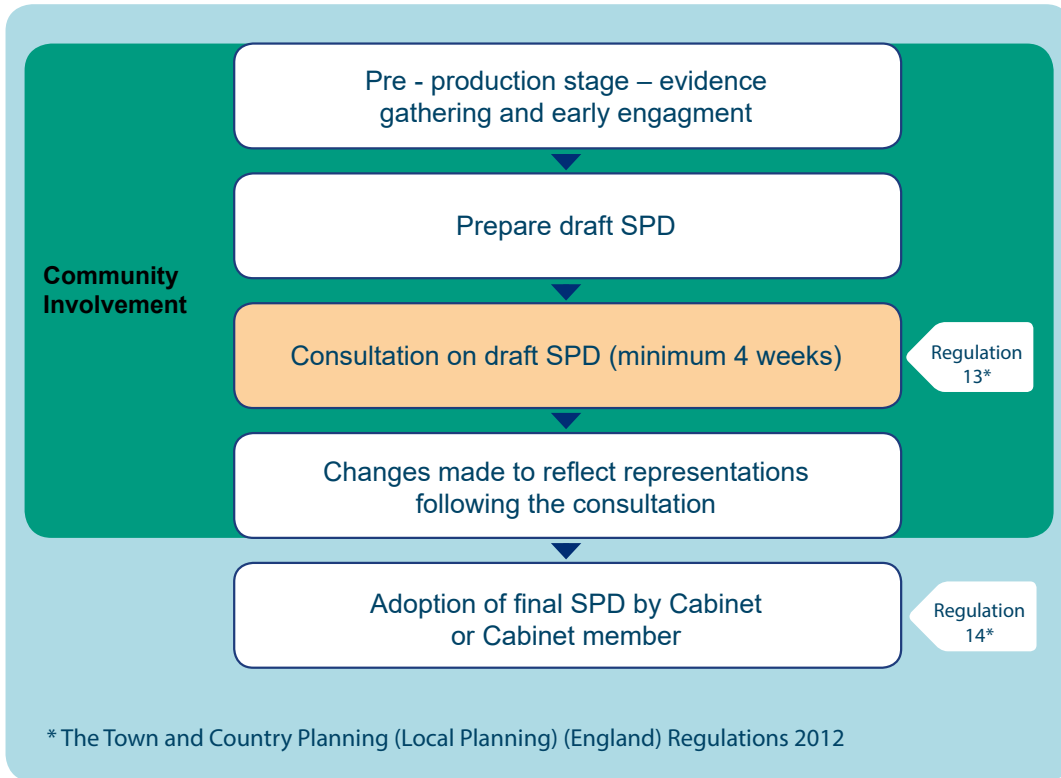 Pre - production stage – evidence
gathering and early engagment
Prepare draft SPD
Community
Involvement
Consultation on draft SPD (minimum 4 weeks)
Regulation
13*
Changes made to reflect representations
following the consultation
Adoption of final SPD by Cabinet
or Cabinet member
Regulation
14*
* The Town and Country Planning (Local Planning) (England) Regulations 2012